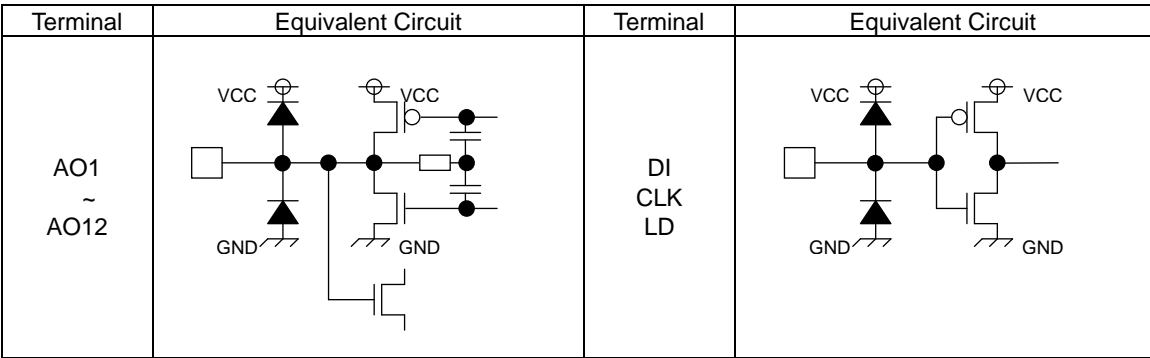 Terminal Equivalent Circuit Terminal Equivalent Circuit
AO1
~
AO12
VCC VCC
GND GND
DI
CLK
LD
VCC VCC
GND GND